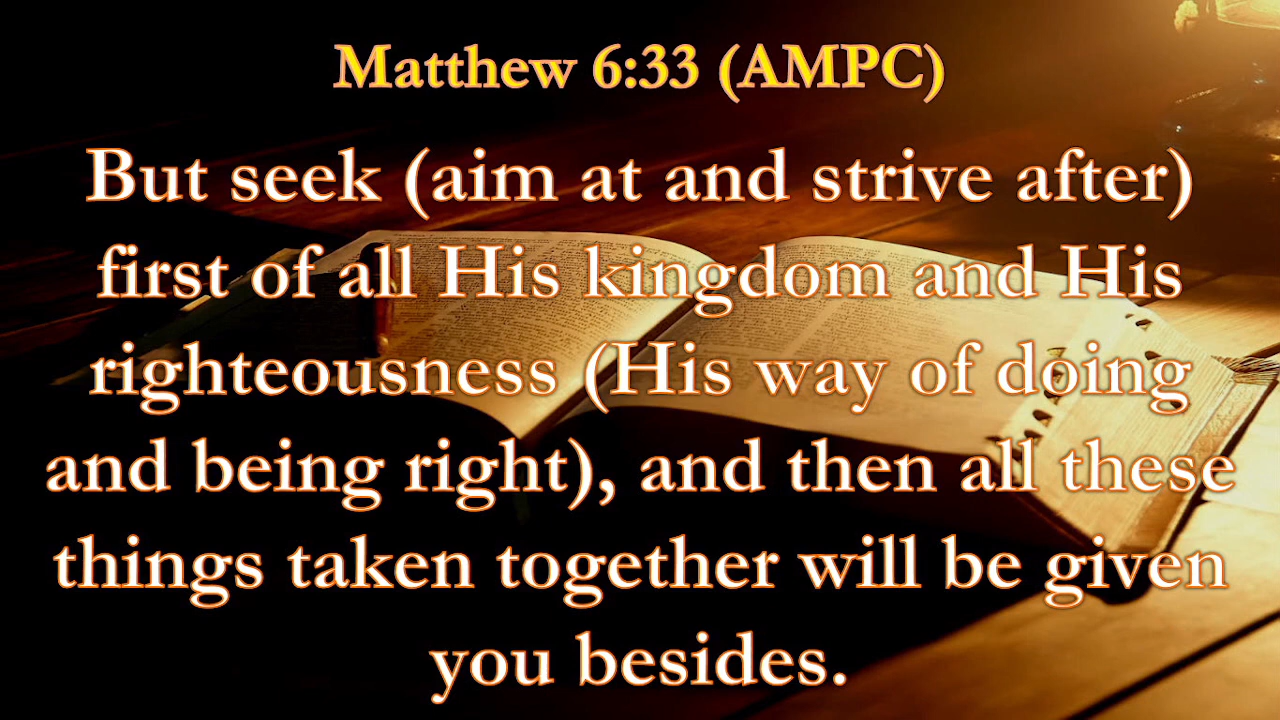 Matthew 6:33 (AMPC)
But seek (aim at and strive after)
first of all His kingdom and His
righteousness (His way of doing
and being right), and then all these
things taken together will be given
you besides.